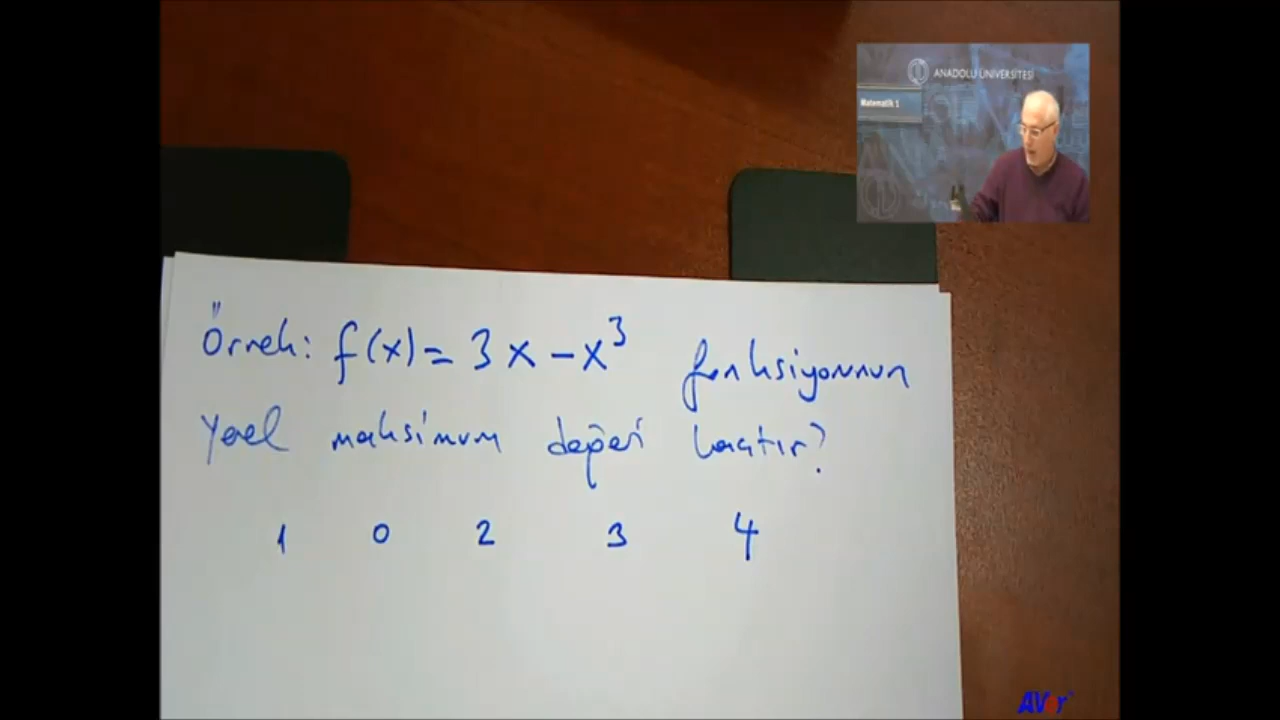 ANADOLU ÜNİVERSİTESİ
Matematik 1
Örnek: f(x) = 3x - x³ fonksiyonunun
yerel maksimum değeri kaçtır?
1 0 2 3 4
AVer